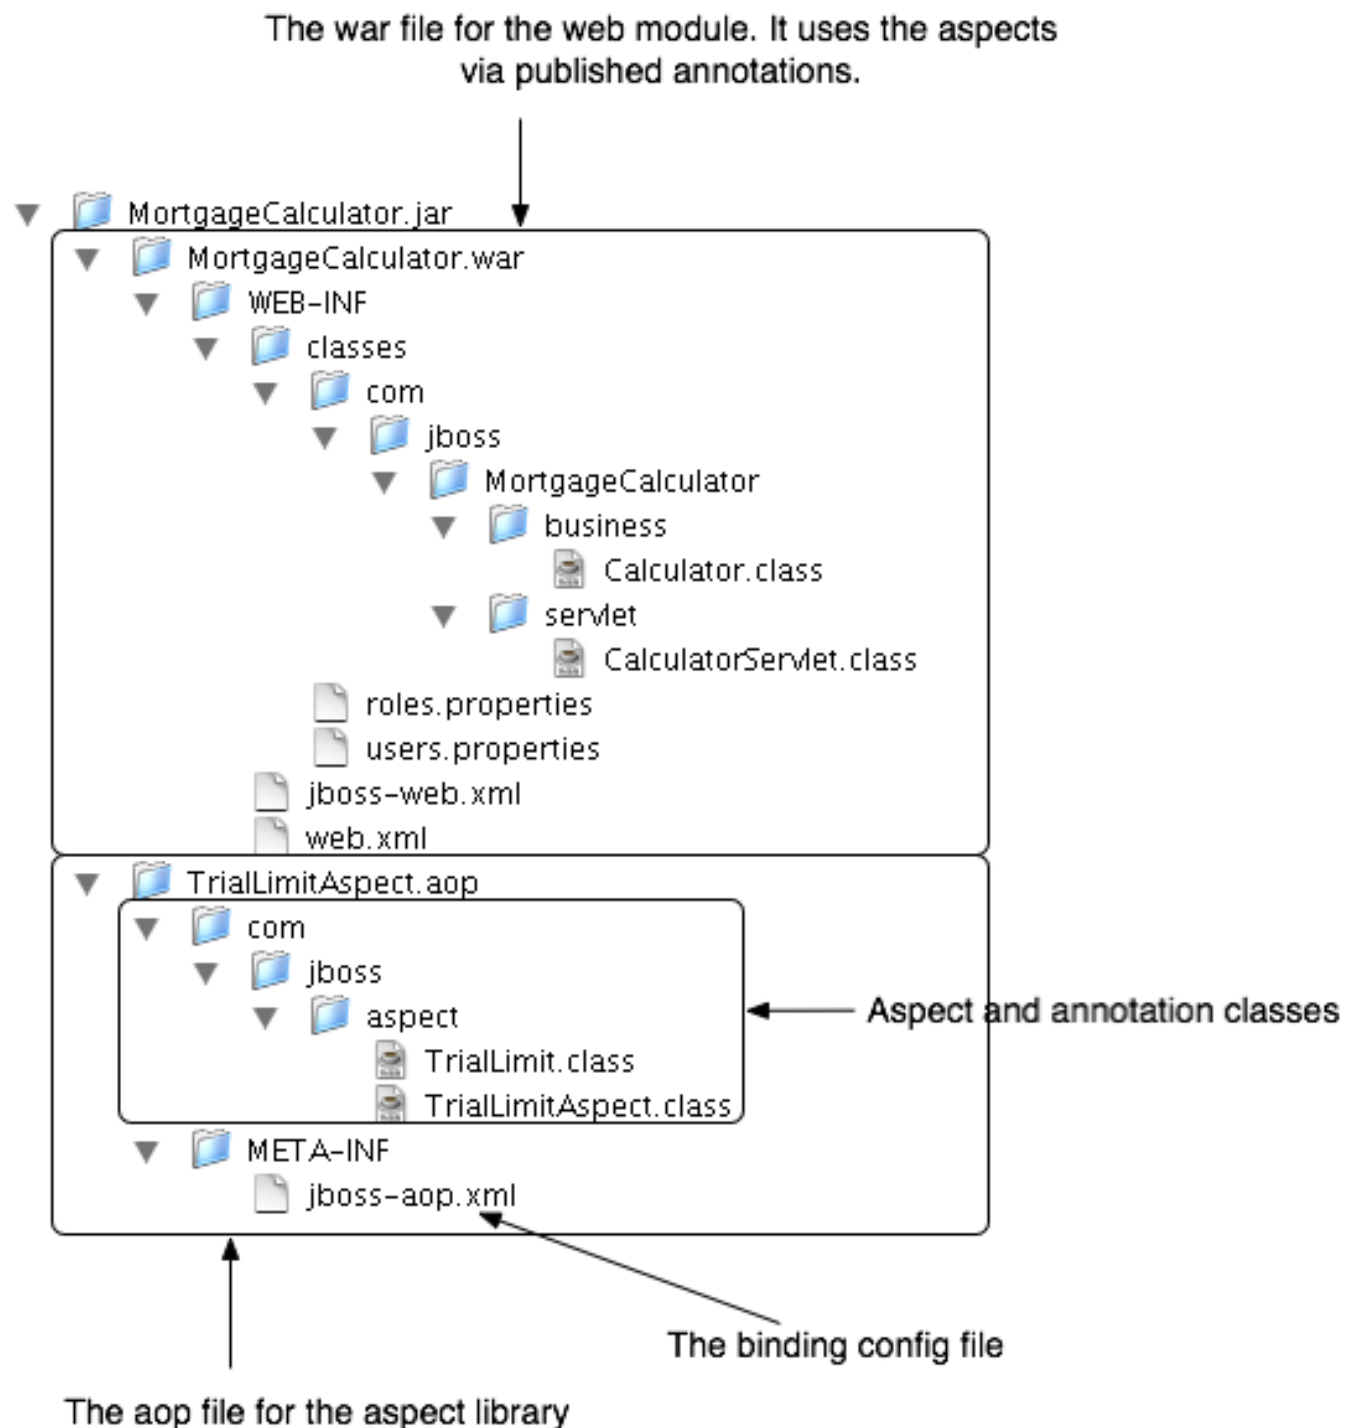 The war file for the web module. It uses the aspects
via published annotations.
MortgageCalculator.jar
MortgageCalculator.war
WEB-INF
classes
com
jboss
MortgageCalculator
business
Calculator.class
servlet
CalculatorServlet.class
roles.properties
users.properties
jboss-web.xml
web.xml
TrialLimitAspect.aop
com
jboss
aspect
Aspect and annotation classes
TrialLimit.class
TrialLimitAspect.class
META-INF
jboss-aop.xml
The binding config file
The aop file for the aspect library